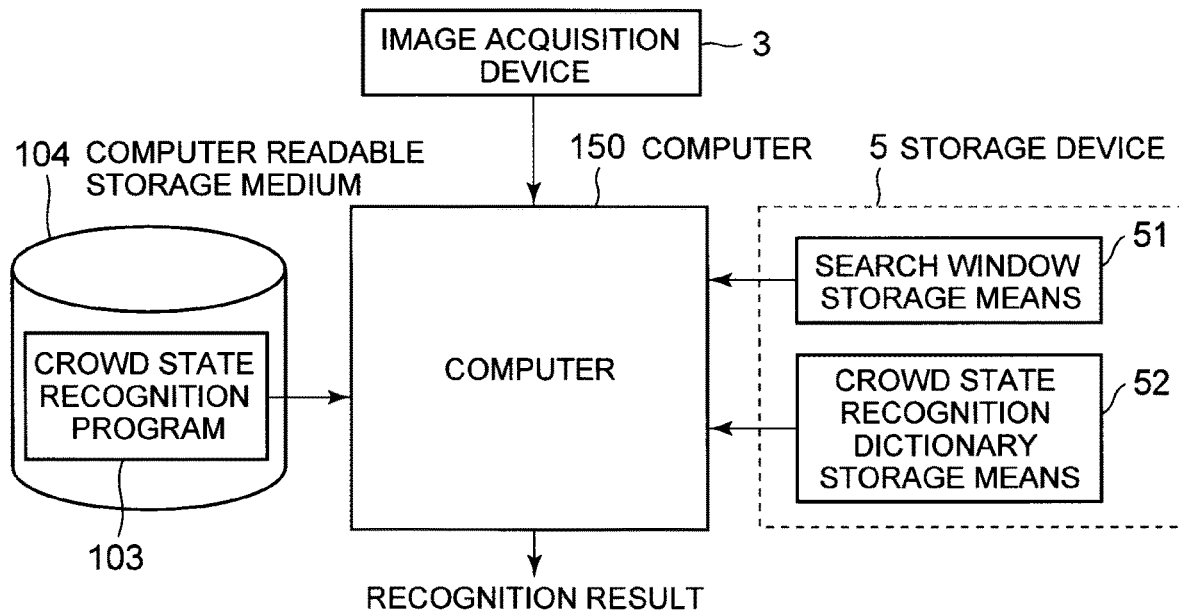 IMAGE ACQUISITION
DEVICE
3
104 COMPUTER READABLE
STORAGE MEDIUM
150 COMPUTER
5 STORAGE DEVICE
51
SEARCH WINDOW
STORAGE MEANS
CROWD STATE
RECOGNITION
PROGRAM
COMPUTER
52
CROWD STATE
RECOGNITION
DICTIONARY
STORAGE MEANS
103
RECOGNITION RESULT